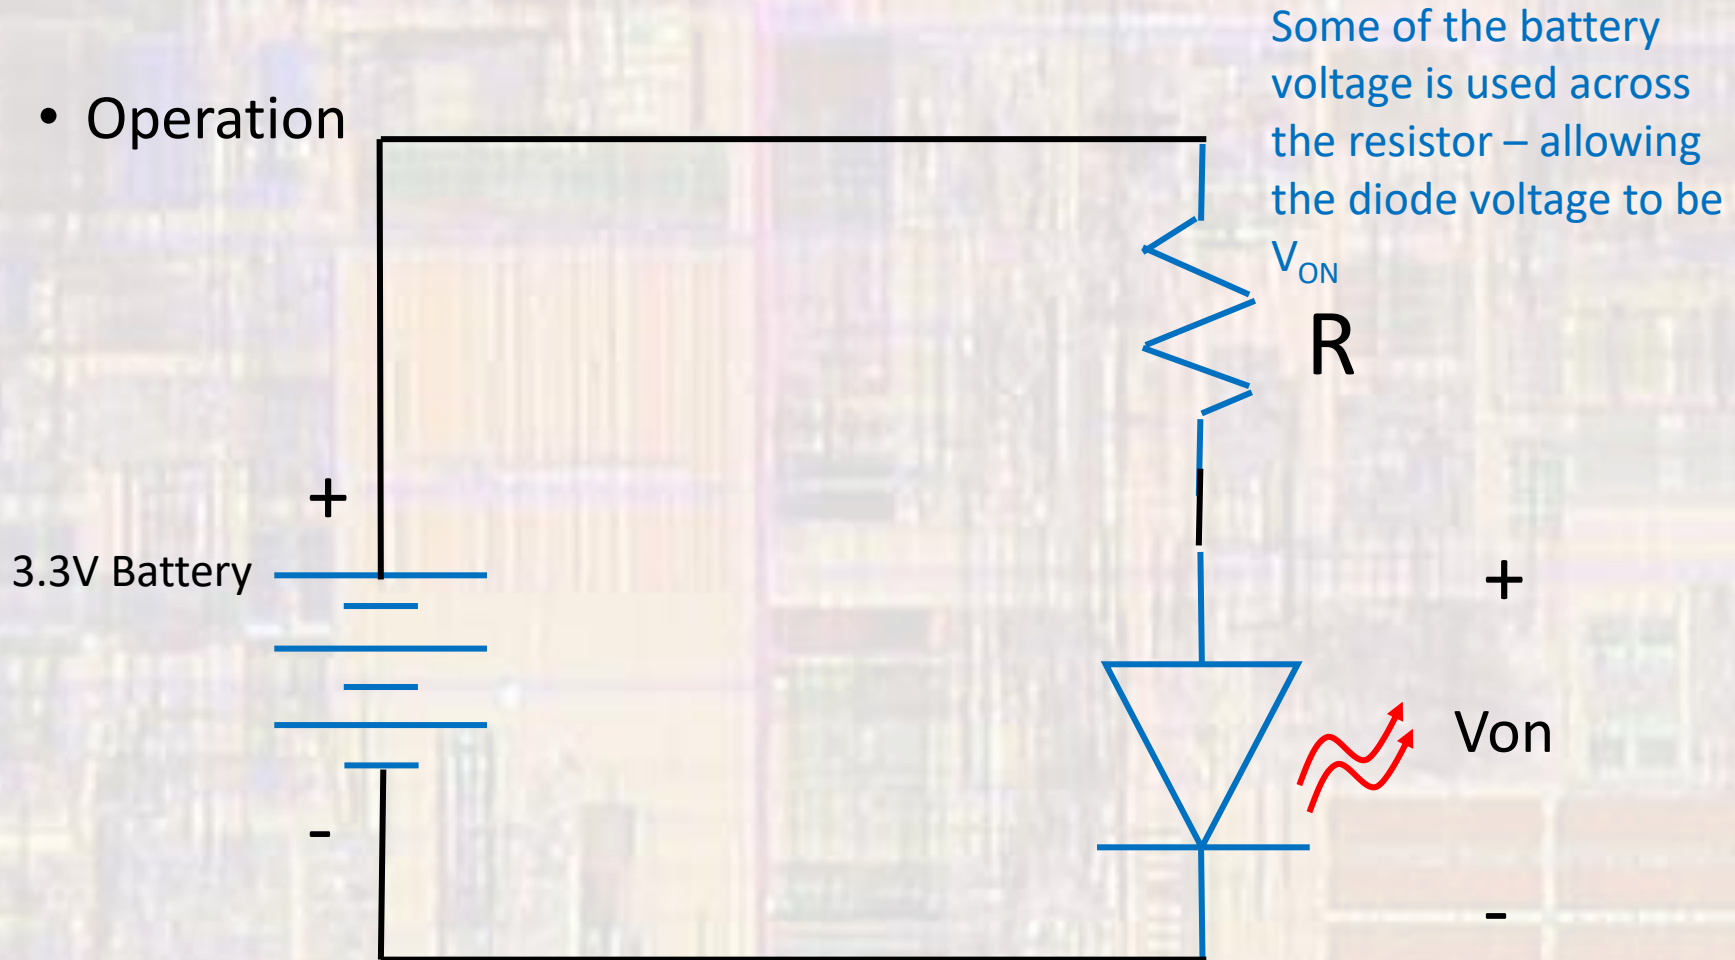 Some of the battery
voltage is used across
the resistor – allowing
the diode voltage to be
VON
• Operation
R
+
3.3V Battery
+
Von
-
-